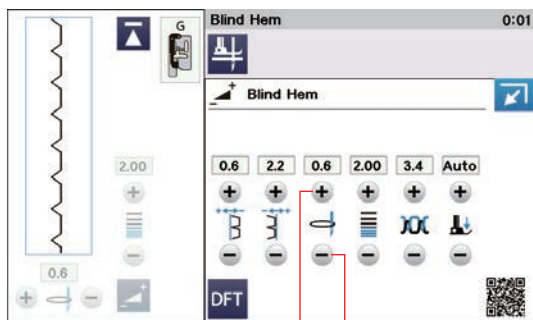 G
Blind Hem 0:01
Blind Hem
0.6 2.2 0.6 2.00 3.4 Auto
2.00
0.6
DFT